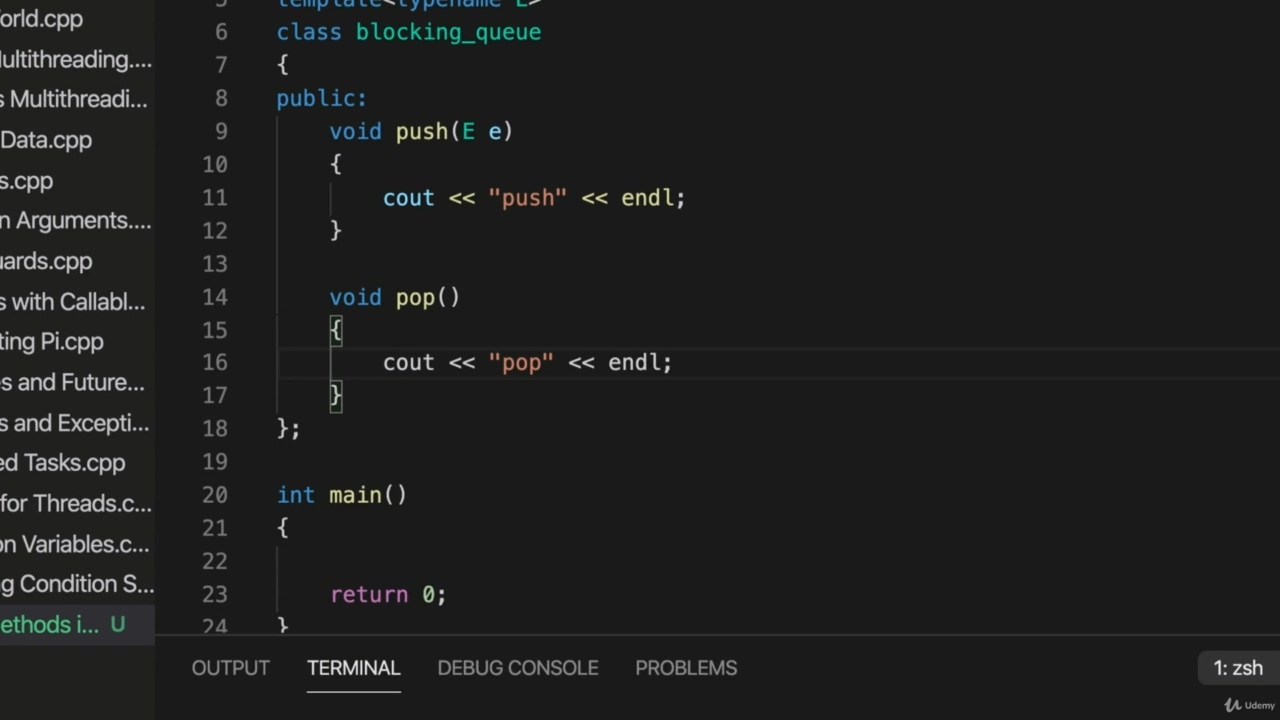 orld.cpp
ultithreading....
s Multithreadi...
Data.cpp
s.cpp
n Arguments....
uards.cpp
s with Callabl...
ting Pi.cpp
es and Future...
s and Excepti...
ed Tasks.cpp
for Threads.c...
on Variables.c...
g Condition S...
ethods i... U
5 template<typename E>
6 class blocking_queue
7 {
8 public:
9 void push(E e)
10 {
11 cout << "push" << endl;
12 }
13
14 void pop()
15 {
16 cout << "pop" << endl;
17 }
18 };
19
20 int main()
21 {
22
23 return 0;
24 }
OUTPUT TERMINAL DEBUG CONSOLE PROBLEMS 1: zsh
Udemy